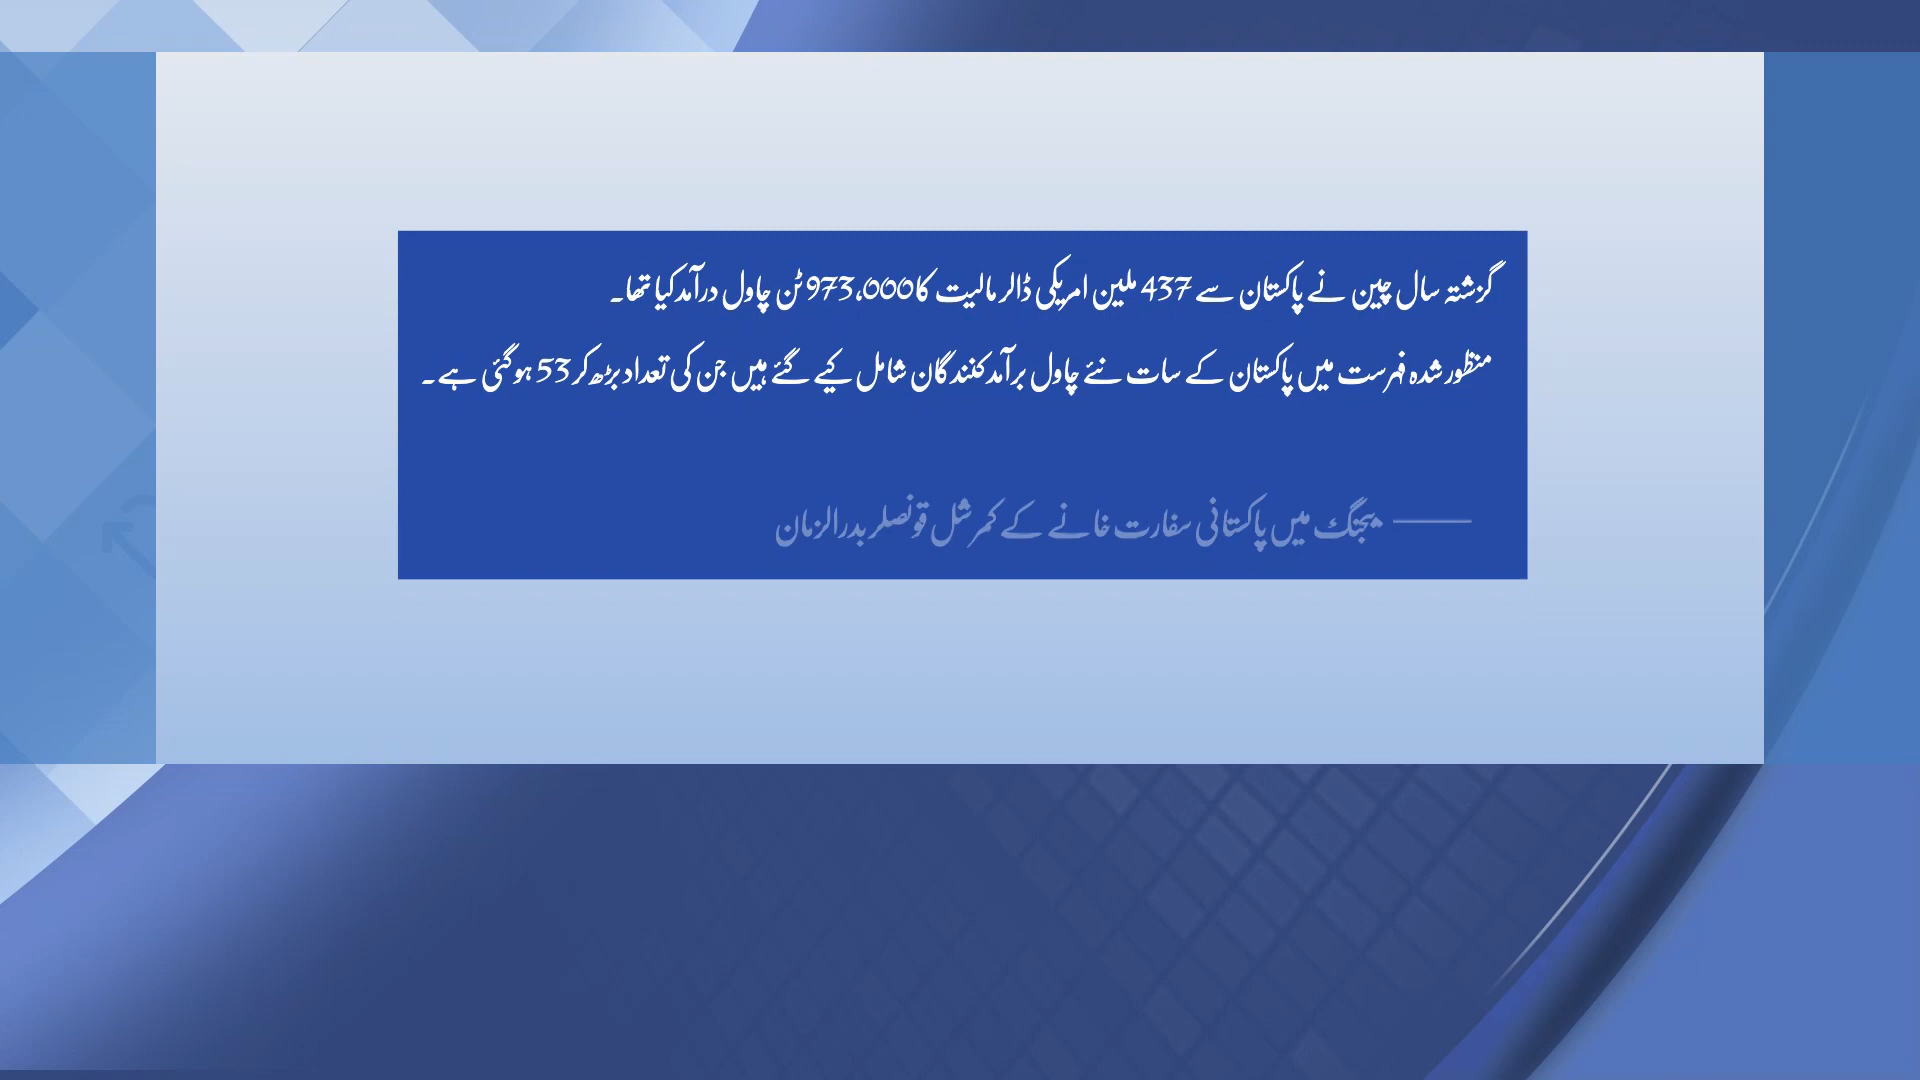 گزشتہ سال چین نے پاکستان سے 437 ملین امریکی ڈالر مالیت کا 973،000 ٹن چاول درآمد کیا تھا۔
منظور شدہ فہرست میں پاکستان کے سات نئے چاول برآمد کنندگان شامل کیے گئے ہیں جن کی تعداد بڑھ کر 53 ہوگئی ہے۔
—— بیجنگ میں پاکستانی سفارت خانے کے کمرشل قونصلر بدرالزمان